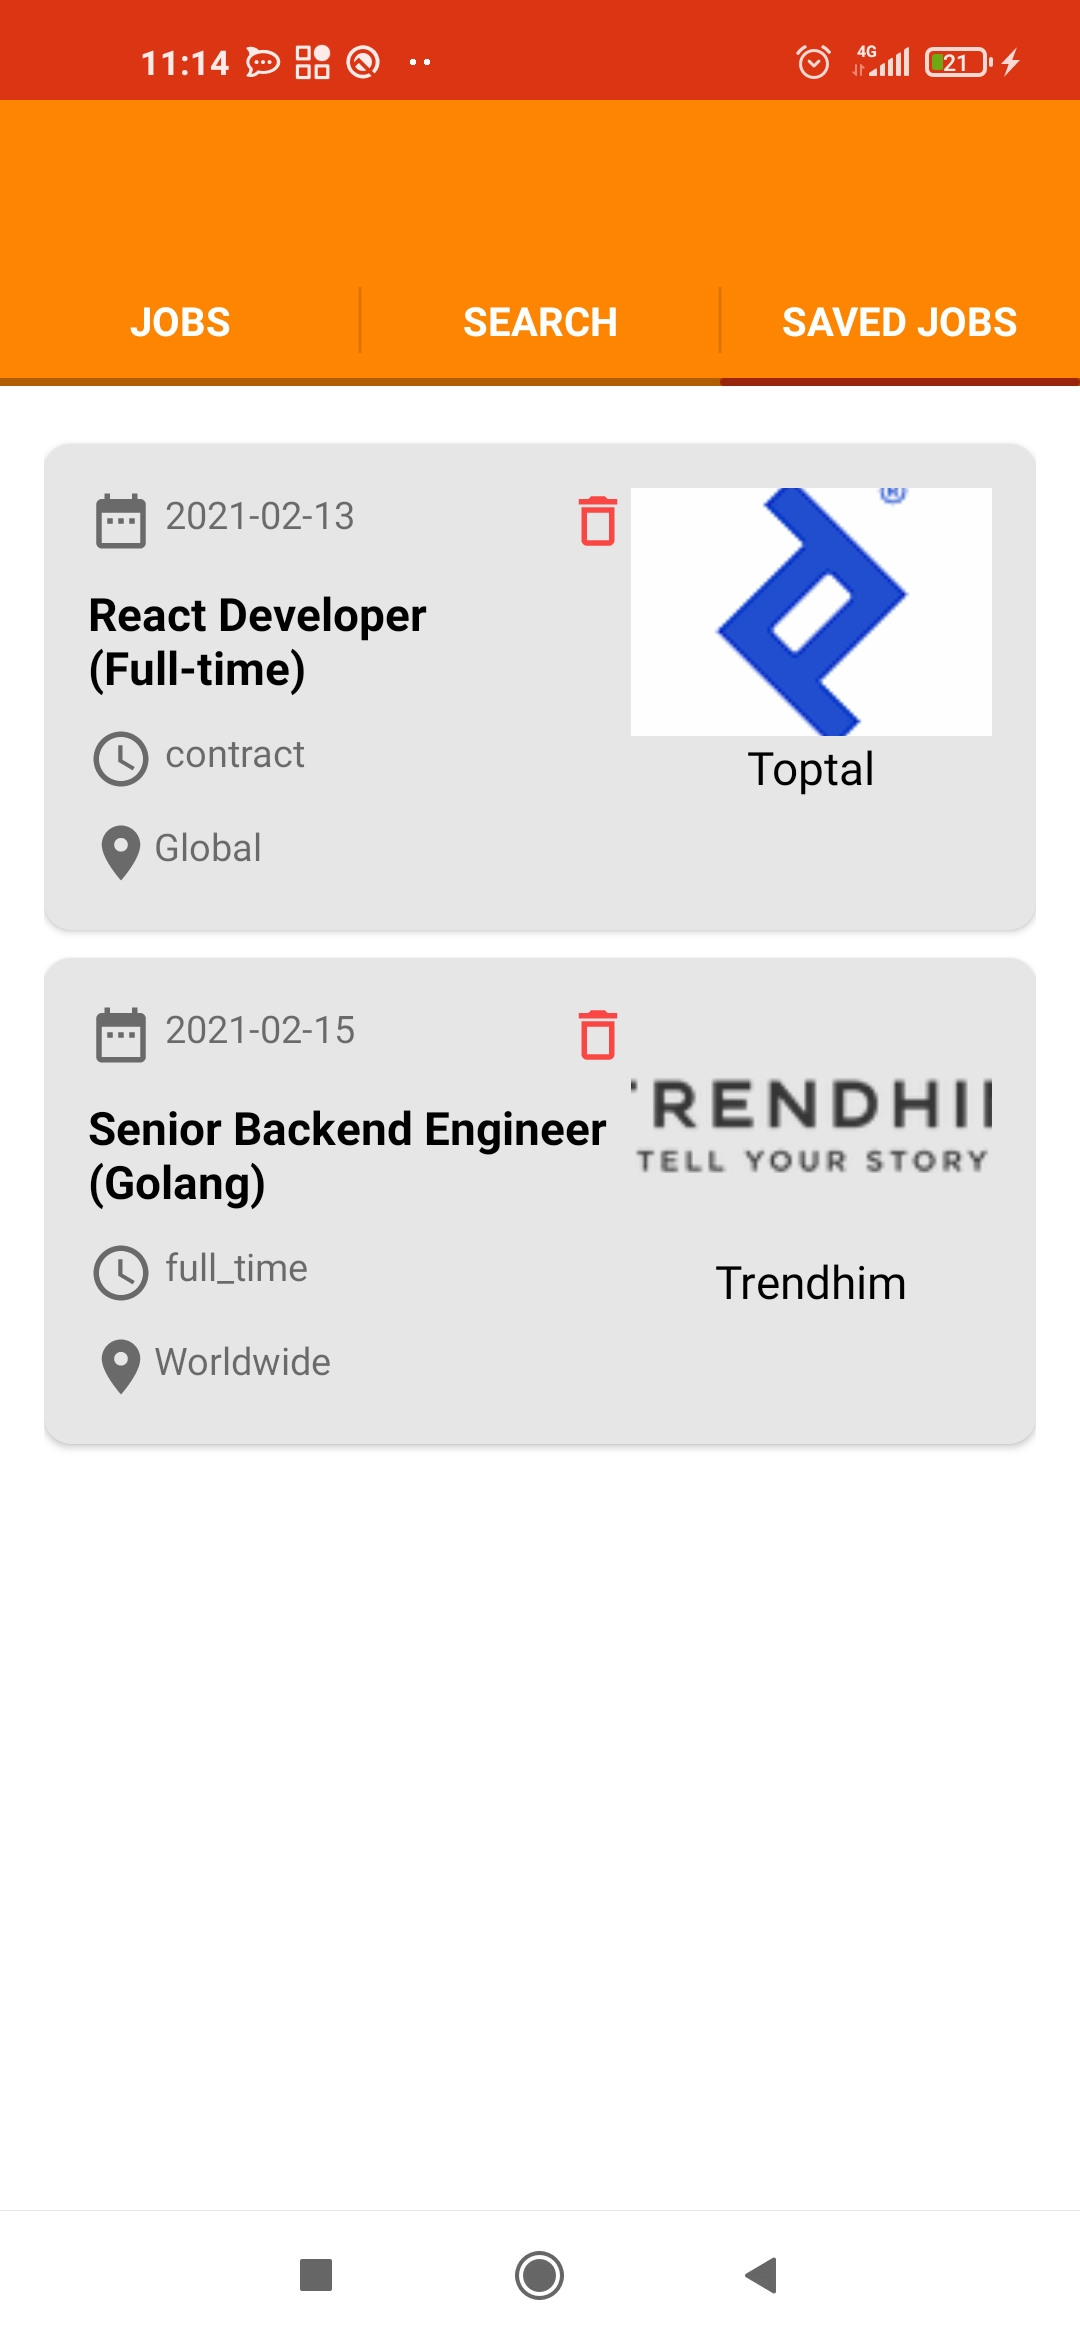 11:14
4G
21
JOBS
SEARCH
SAVED JOBS
2021-02-13
React Developer
(Full-time)
contract
Global
®
Toptal
2021-02-15
Senior Backend Engineer
(Golang)
full_time
Worldwide
TRENDHI
TELL YOUR STORY
Trendhim